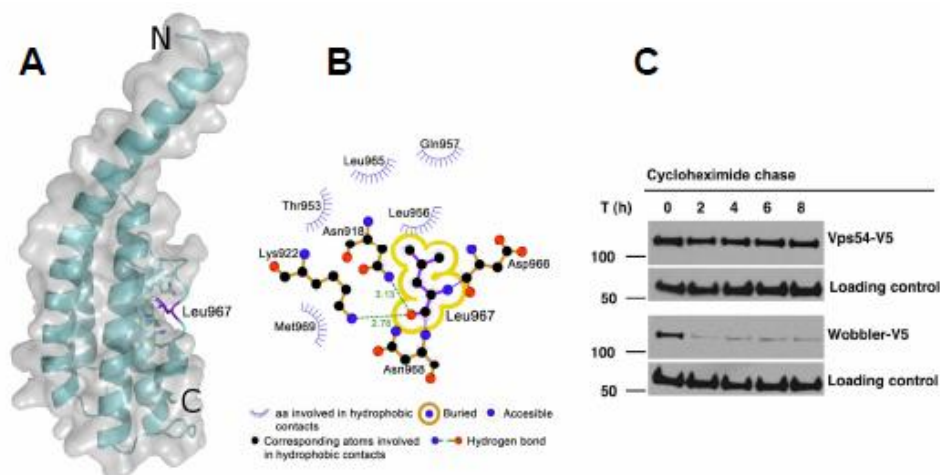 A
N
Leu967
C
B
Gln957
Leu965
Thr953
Leu956
Asn918
Lys922
Asp966
3.13
Leu967
2.78
Met969
Asn968
aa involved in hydrophobic contacts
Buried
Accesible
Corresponding atoms involved in hydrophobic contacts
Hydrogen bond
C
Cycloheximide chase
T (h) 0 2 4 6 8
Vps54-V5
100
Loading control
50
Wobbler-V5
100
Loading control
50